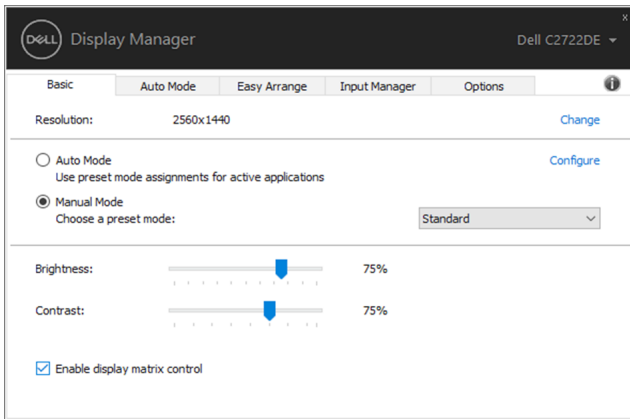 x
DELL Display Manager Dell C2722DE
Basic Auto Mode Easy Arrange Input Manager Options
Resolution: 2560x1440 Change
Auto Mode Configure
Use preset mode assignments for active applications
Manual Mode
Choose a preset mode: Standard
Brightness: 75%
Contrast: 75%
Enable display matrix control